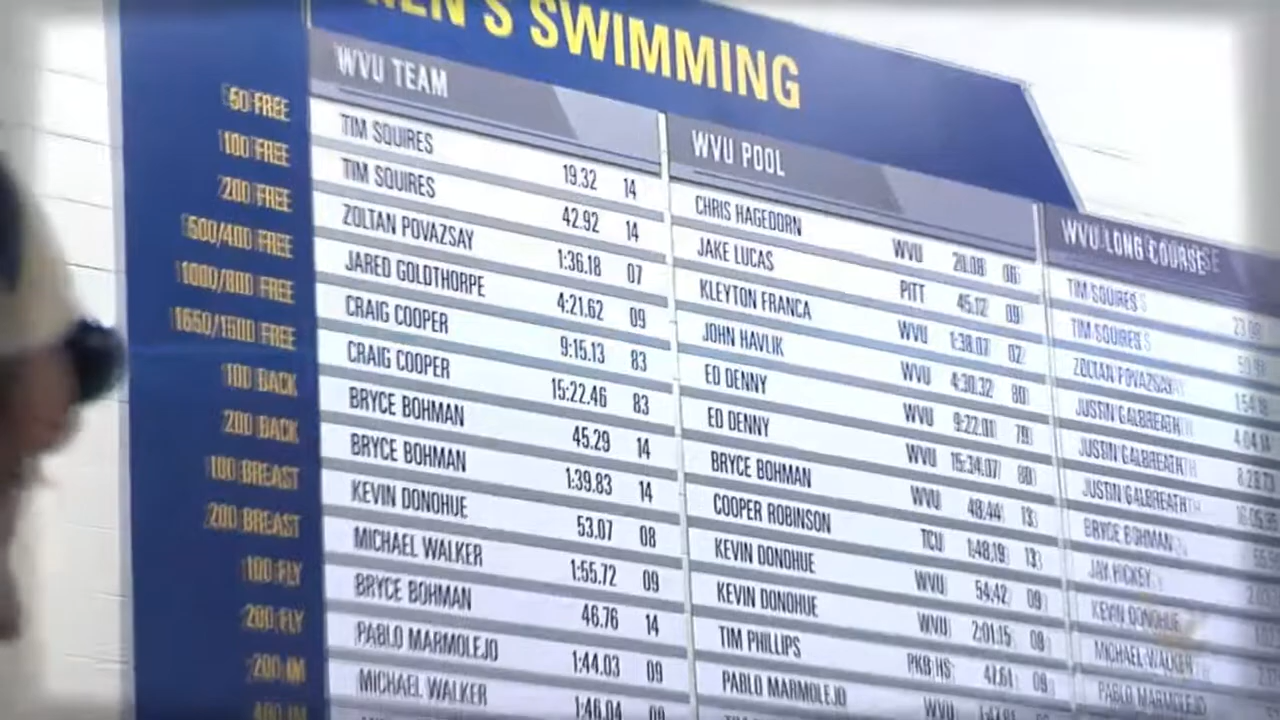 MEN'S SWIMMING
WVU TEAM
WVU POOL
WVU LONG COURSE
50 FREE
100 FREE
200 FREE
500/400 FREE
1000/800 FREE
1650/1500 FREE
100 BACK
200 BACK
100 BREAST
200 BREAST
100 FLY
200 FLY
200 IM
400 IM
TIM SQUIRES 19.32 14
TIM SQUIRES 42.92 14
ZOLTAN POVAZSAY 1:36.18 07
JARED GOLDTHORPE 4:21.62 09
CRAIG COOPER 9:15.13 83
CRAIG COOPER 15:22.46 83
BRYCE BOHMAN 45.29 14
BRYCE BOHMAN 1:39.83 14
KEVIN DONOHUE 53.07 08
MICHAEL WALKER 1:55.72 09
BRYCE BOHMAN 46.76 14
PABLO MARMOLEJO 1:44.03 09
MICHAEL WALKER 1:46.04 09
CHRIS HAGEDORN WVU 20.08 06
JAKE LUCAS PITT 45.12 09
KLEYTON FRANCA WVU 1:38.07 02
JOHN HAVLIK WVU 4:30.32 80
ED DENNY WVU 9:22.01 79
ED DENNY WVU 15:34.07 80
BRYCE BOHMAN WVU 48.44 13
COOPER ROBINSON TCU 1:48.19 13
KEVIN DONOHUE WVU 54.42 09
KEVIN DONOHUE WVU 2:01.15 09
TIM PHILLIPS PKB HS 47.61 09
PABLO MARMOLEJO WVU
TIM SQUIRES
TIM SQUIRES
ZOLTAN POVAZSAY
JUSTIN GALBREATH
JUSTIN GALBREATH
JUSTIN GALBREATH
BRYCE BOHMAN
JAY HICKEY
KEVIN DONOHUE
MICHAEL WALKER
PABLO MARMOLEJO